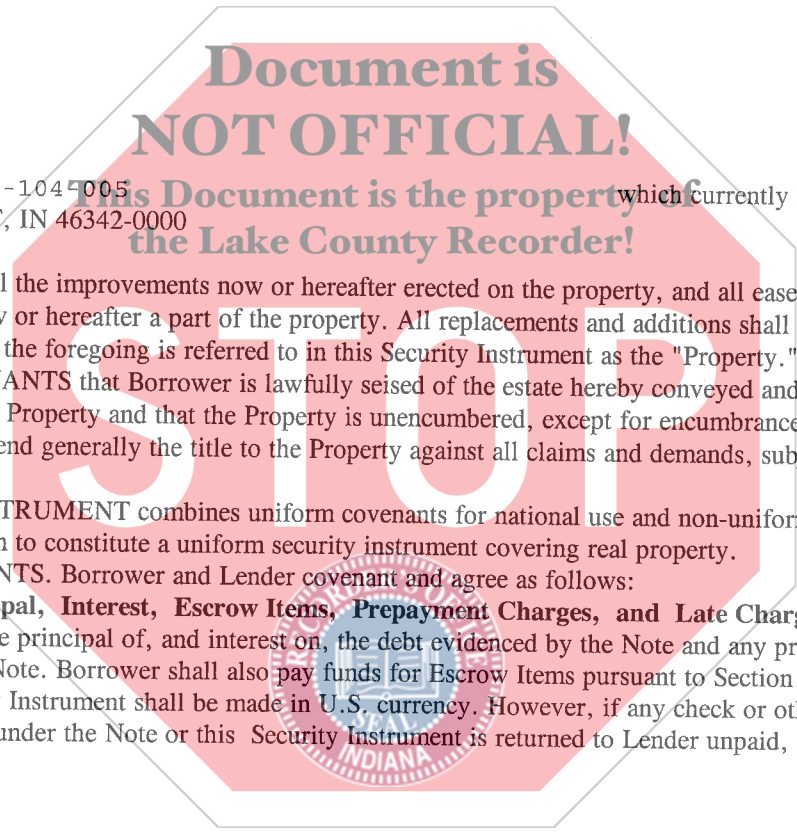 Document is
NOT OFFICIAL!
-104-005 which currently
This Document is the property of
, IN 46342-0000
the Lake County Recorder!
l the improvements now or hereafter erected on the property, and all ease
or hereafter a part of the property. All replacements and additions shall
the foregoing is referred to in this Security Instrument as the "Property."
ANTS that Borrower is lawfully seised of the estate hereby conveyed and
Property and that the Property is unencumbered, except for encumbrance
end generally the title to the Property against all claims and demands, sub
STOP
TRUMENT combines uniform covenants for national use and non-unifor
n to constitute a uniform security instrument covering real property.
NTS. Borrower and Lender covenant and agree as follows:
pal, Interest, Escrow Items, Prepayment Charges, and Late Charg
e principal of, and interest on, the debt evidenced by the Note and any pr
Note. Borrower shall also pay funds for Escrow Items pursuant to Section
Instrument shall be made in U.S. currency. However, if any check or ot
under the Note or this Security Instrument is returned to Lender unpaid,
SEAL
INDIANA